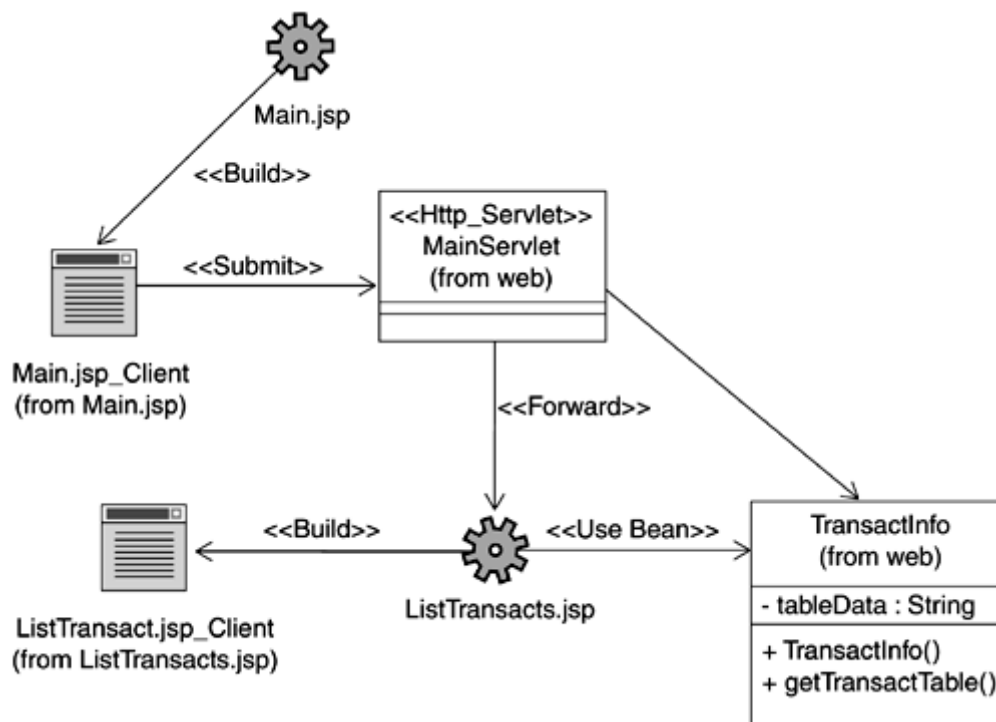 Main.jsp
<<Build>>
<<Http_Servlet>>
MainServlet
(from web)
<<Submit>>
Main.jsp_Client
(from Main.jsp)
<<Forward>>
<<Build>>
<<Use Bean>>
TransactInfo
(from web)
- tableData : String
+ TransactInfo()
+ getTransactTable()
ListTransacts.jsp
ListTransact.jsp_Client
(from ListTransacts.jsp)